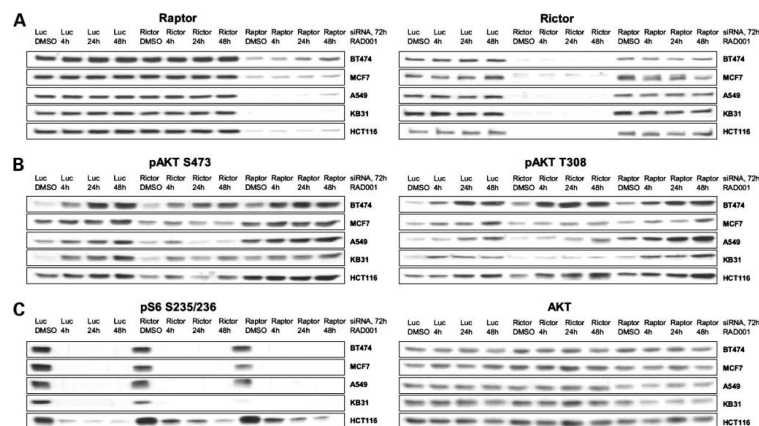 A
Raptor
Luc Luc Luc Luc Rictor Rictor Rictor Rictor Raptor Raptor Raptor Raptor siRNA, 72h
DMSO 4h 24h 48h DMSO 4h 24h 48h DMSO 4h 24h 48h RAD001
BT474
MCF7
A549
KB31
HCT116
Rictor
Luc Luc Luc Luc Rictor Rictor Rictor Rictor Raptor Raptor Raptor Raptor siRNA, 72h
DMSO 4h 24h 48h DMSO 4h 24h 48h DMSO 4h 24h 48h RAD001
BT474
MCF7
A549
KB31
HCT116
B
pAKT S473
Luc Luc Luc Luc Rictor Rictor Rictor Rictor Raptor Raptor Raptor Raptor siRNA, 72h
DMSO 4h 24h 48h DMSO 4h 24h 48h DMSO 4h 24h 48h RAD001
BT474
MCF7
A549
KB31
HCT116
pAKT T308
Luc Luc Luc Luc Rictor Rictor Rictor Rictor Raptor Raptor Raptor Raptor siRNA, 72h
DMSO 4h 24h 48h DMSO 4h 24h 48h DMSO 4h 24h 48h RAD001
BT474
MCF7
A549
KB31
HCT116
C
pS6 S235/236
Luc Luc Luc Luc Rictor Rictor Rictor Rictor Raptor Raptor Raptor Raptor siRNA, 72h
DMSO 4h 24h 48h DMSO 4h 24h 48h DMSO 4h 24h 48h RAD001
BT474
MCF7
A549
KB31
HCT116
AKT
Luc Luc Luc Luc Rictor Rictor Rictor Rictor Raptor Raptor Raptor Raptor siRNA, 72h
DMSO 4h 24h 48h DMSO 4h 24h 48h DMSO 4h 24h 48h RAD001
BT474
MCF7
A549
KB31
HCT116